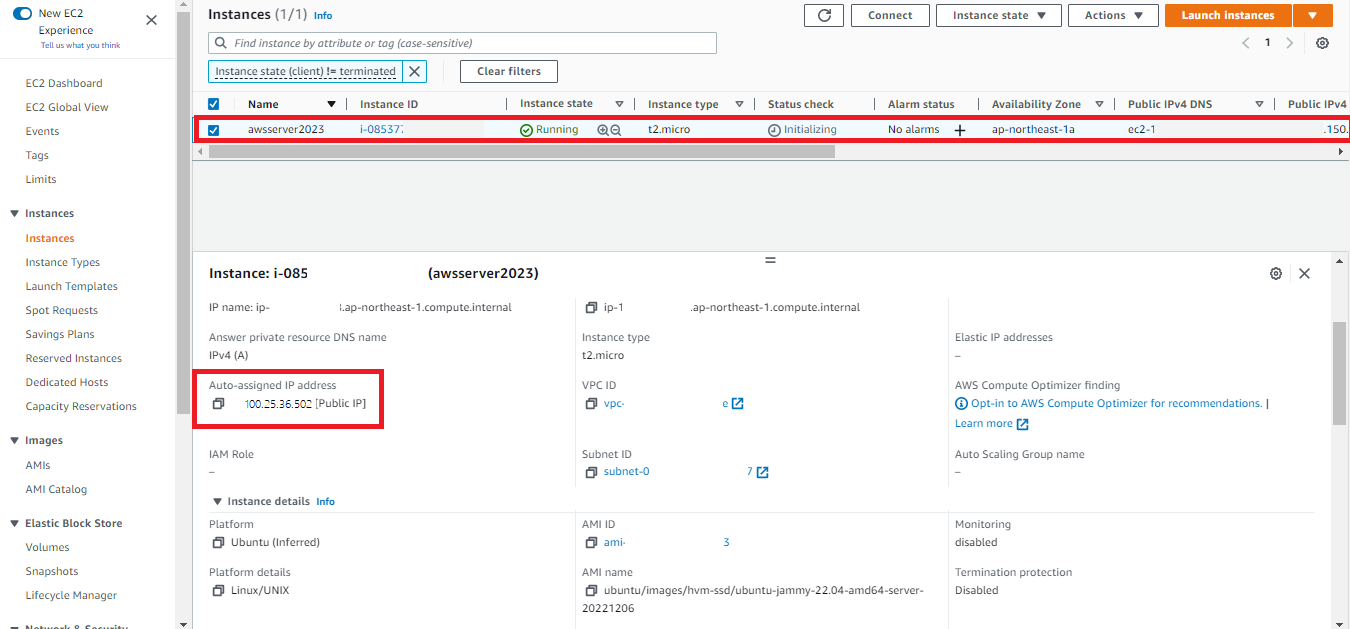 New EC2
Experience
Tell us what you think
EC2 Dashboard
EC2 Global View
Events
Tags
Limits
Instances
Instances
Instance Types
Launch Templates
Spot Requests
Savings Plans
Reserved Instances
Dedicated Hosts
Capacity Reservations
Images
AMIs
AMI Catalog
Elastic Block Store
Volumes
Snapshots
Lifecycle Manager
Network & Security
Instances (1/1) Info
Connect
Instance state
Actions
Launch instances
Find instance by attribute or tag (case-sensitive)
1
Instance state (client) != terminated
Clear filters
Name Instance ID Instance state Instance type Status check Alarm status Availability Zone Public IPv4 DNS Public IPv4
awsserver2023 i-08537 Running t2.micro Initializing No alarms + ap-northeast-1a ec2-1 .150.
Instance: i-085 (awsserver2023)
IP name: ip- .ap-northeast-1.compute.internal
ip-1 .ap-northeast-1.compute.internal
Answer private resource DNS name
IPv4 (A)
Instance type
t2.micro
Elastic IP addresses
–
Auto-assigned IP address
100.25.36.502 [Public IP]
VPC ID
vpc- e
AWS Compute Optimizer finding
Opt-in to AWS Compute Optimizer for recommendations. |
Learn more
IAM Role
–
Subnet ID
subnet-0 7
Auto Scaling Group name
–
Instance details Info
Platform
Ubuntu (Inferred)
AMI ID
ami- 3
Monitoring
disabled
Platform details
Linux/UNIX
AMI name
ubuntu/images/hvm-ssd/ubuntu-jammy-22.04-amd64-server-
20221206
Termination protection
Disabled